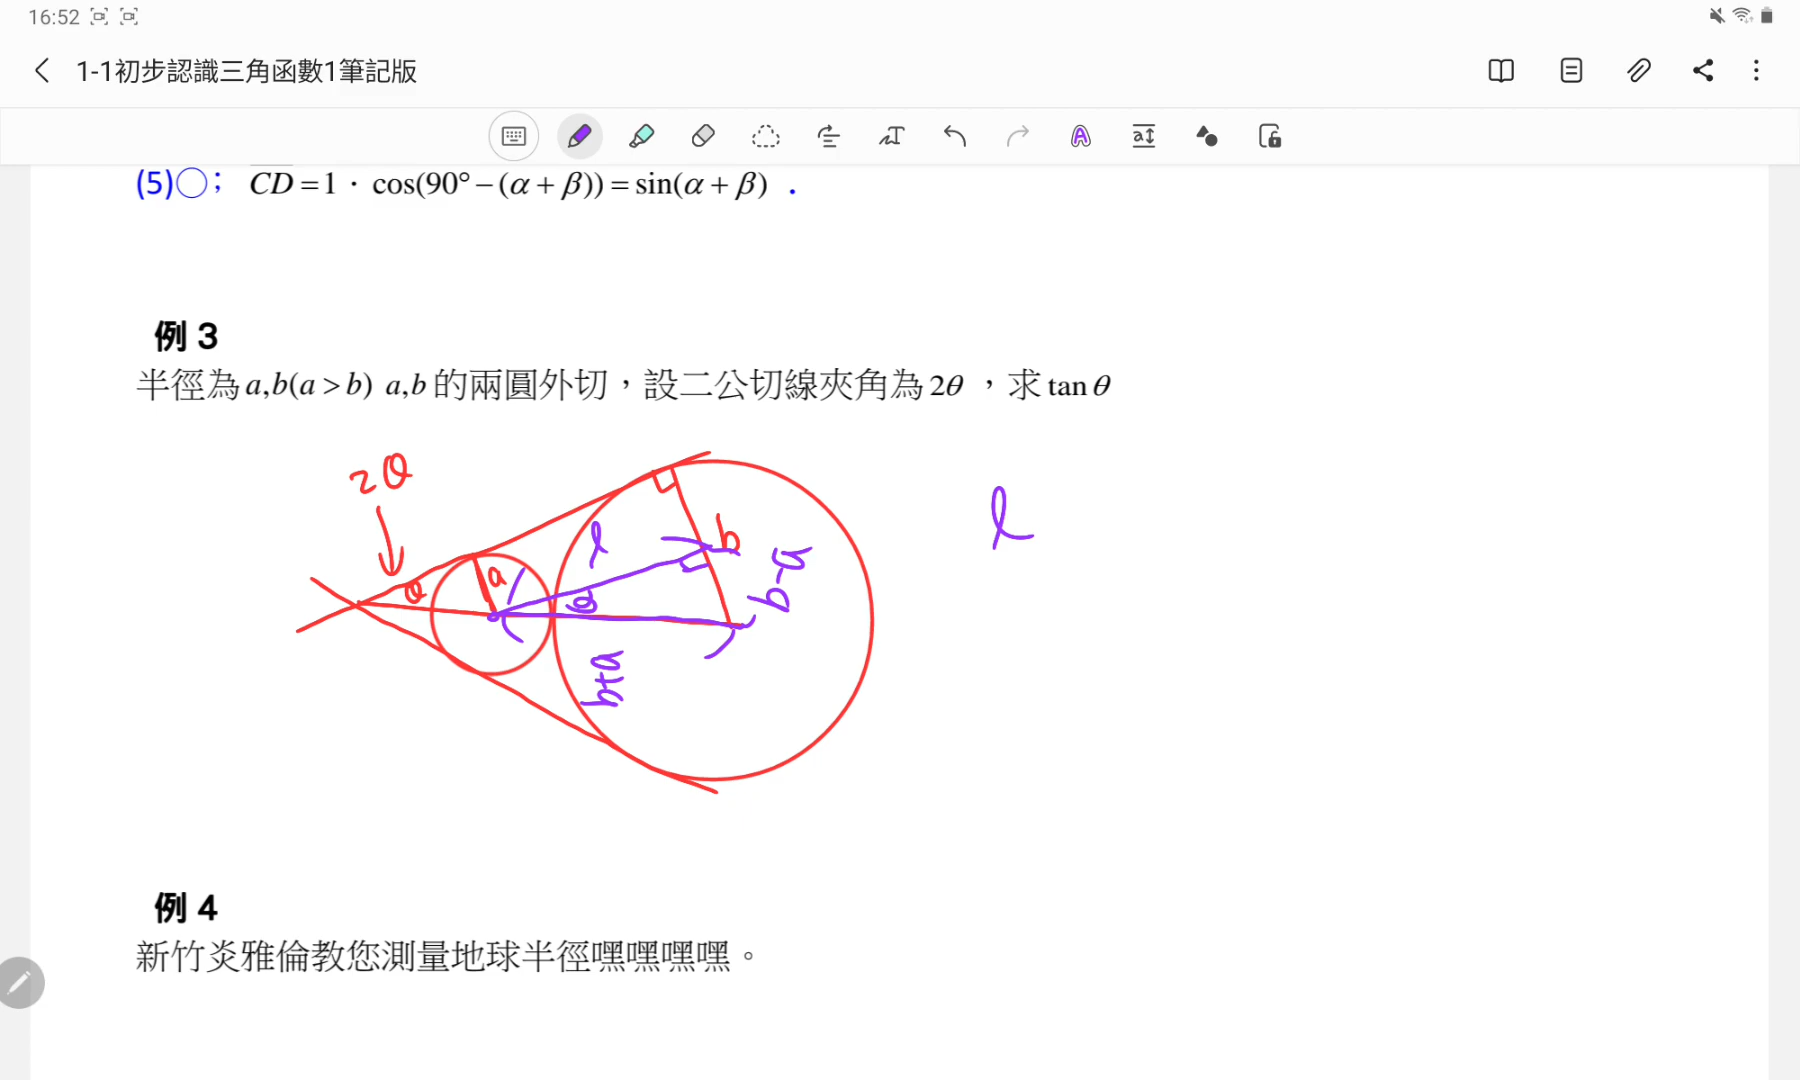 16:52
1-1初步認識三角函數1筆記版
(5)○； CD = 1 · cos(90° – (α + β)) = sin(α + β) .
例 3
半徑為 a,b(a > b) a,b 的兩圓外切，設二公切線夾角為 2θ ，求 tan θ
2θ
l
l
b
a
θ
θ
b-a
b+a
例 4
新竹炎雅倫教您測量地球半徑嘿嘿嘿嘿。